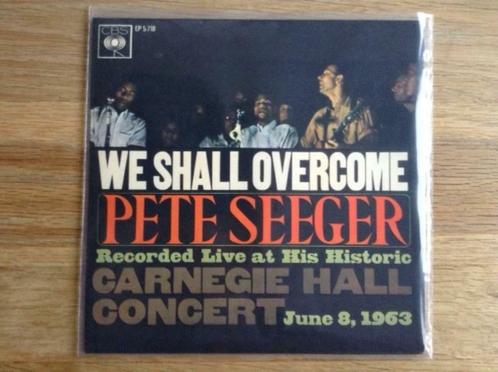 CBS
EP 5-718
WE SHALL OVERCOME
PETE SEEGER
Recorded Live at His Historic
CARNEGIE HALL
CONCERT June 8, 1963